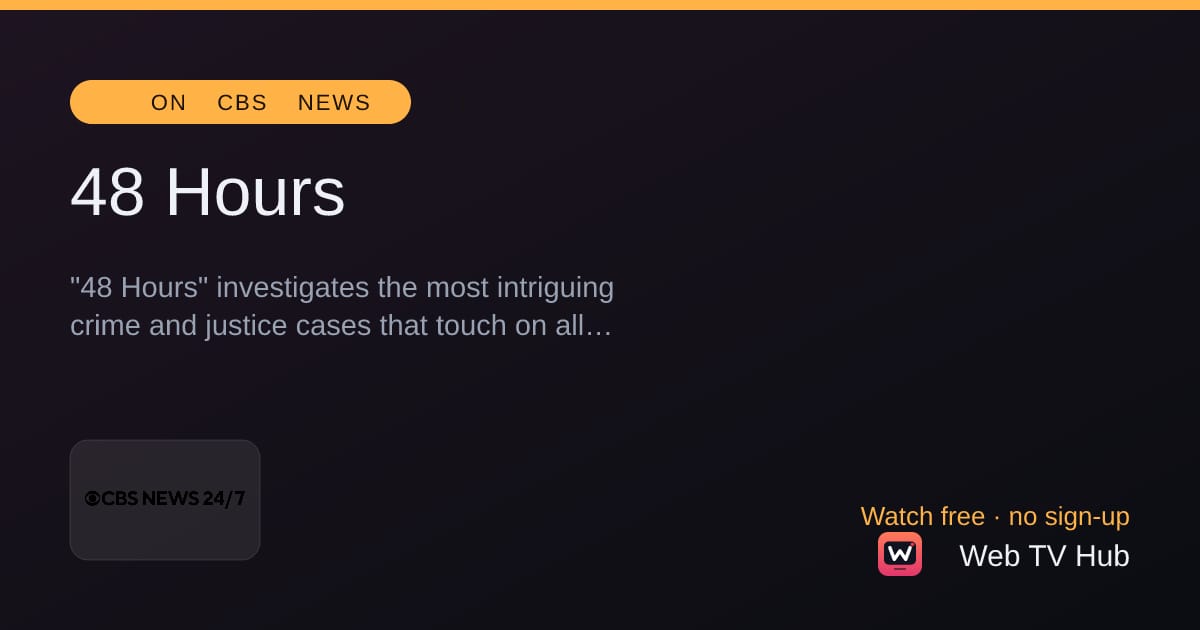 ON CBS NEWS
48 Hours
"48 Hours" investigates the most intriguing
crime and justice cases that touch on all…
CBS NEWS 24/7
Watch free · no sign-up
W
Web TV Hub